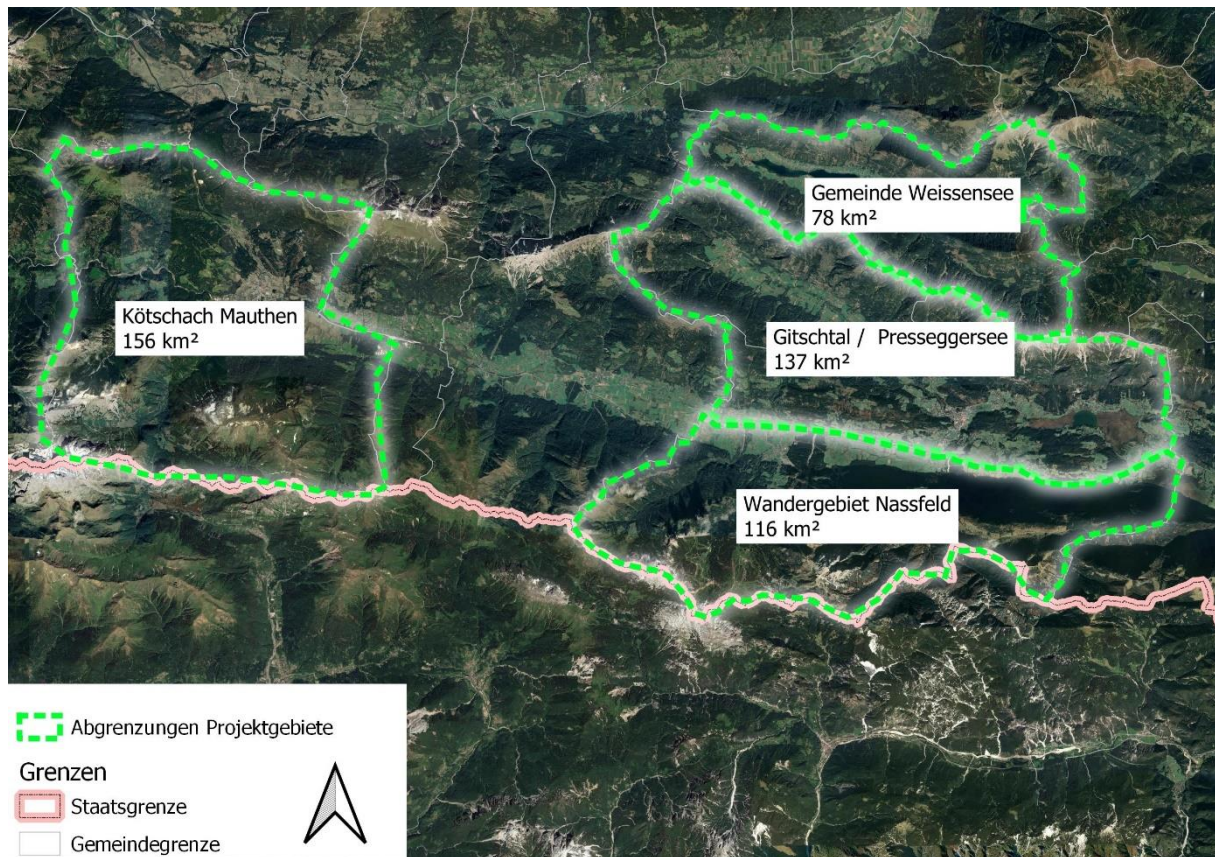 Gemeinde Weissensee
78 km²
Kötschach Mauthen
156 km²
Gitschtal / Presseggersee
137 km²
Wandergebiet Nassfeld
116 km²
Abgrenzungen Projektgebiete
Grenzen
Staatsgrenze
Gemeindegrenze